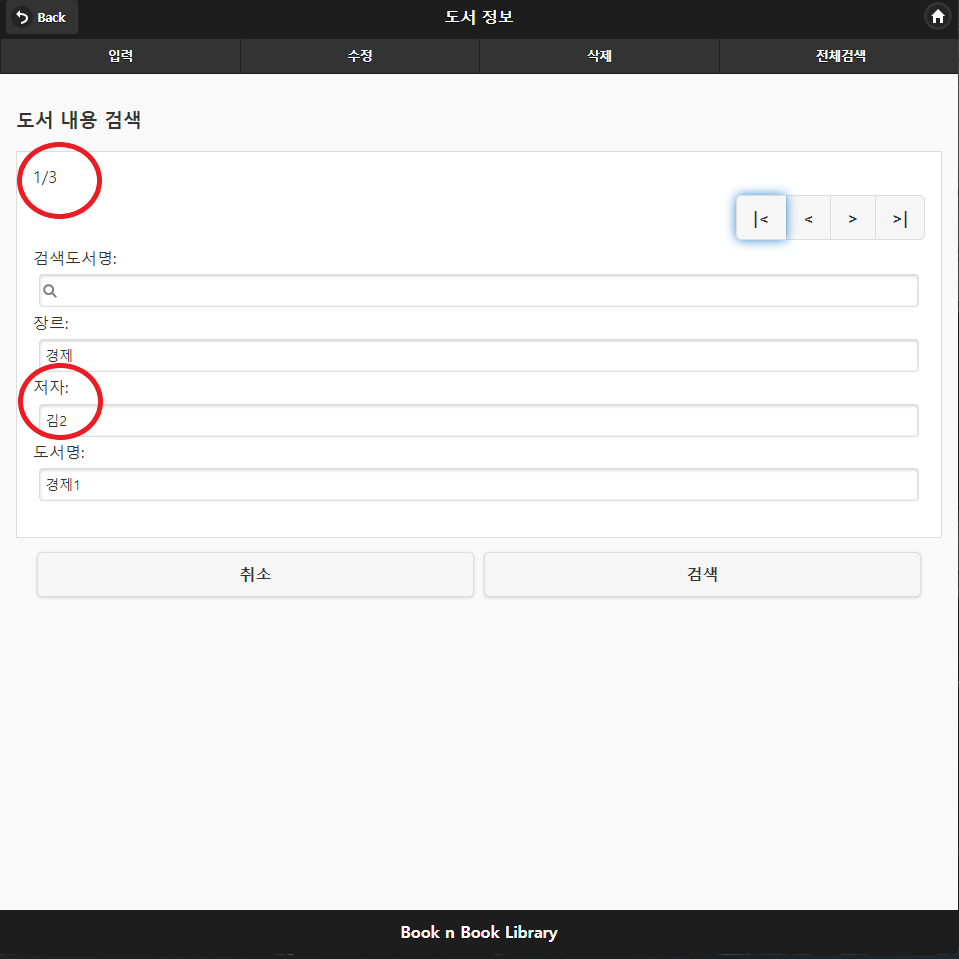 Back
도서 정보
입력 수정 삭제 전체검색
도서 내용 검색
1/3
|< < > >|
검색도서명:
장르:
경제
저자:
김2
도서명:
경제1
취소 검색
Book n Book Library